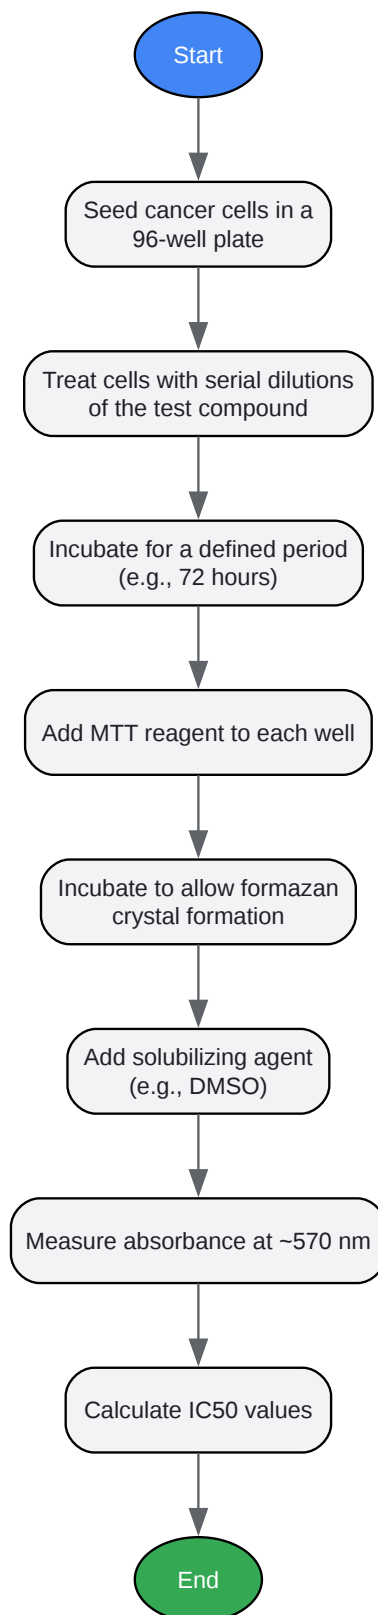 Start
Seed cancer cells in a
96-well plate
Treat cells with serial dilutions
of the test compound
Incubate for a defined period
(e.g., 72 hours)
Add MTT reagent to each well
Incubate to allow formazan
crystal formation
Add solubilizing agent
(e.g., DMSO)
Measure absorbance at ~570 nm
Calculate IC50 values
End